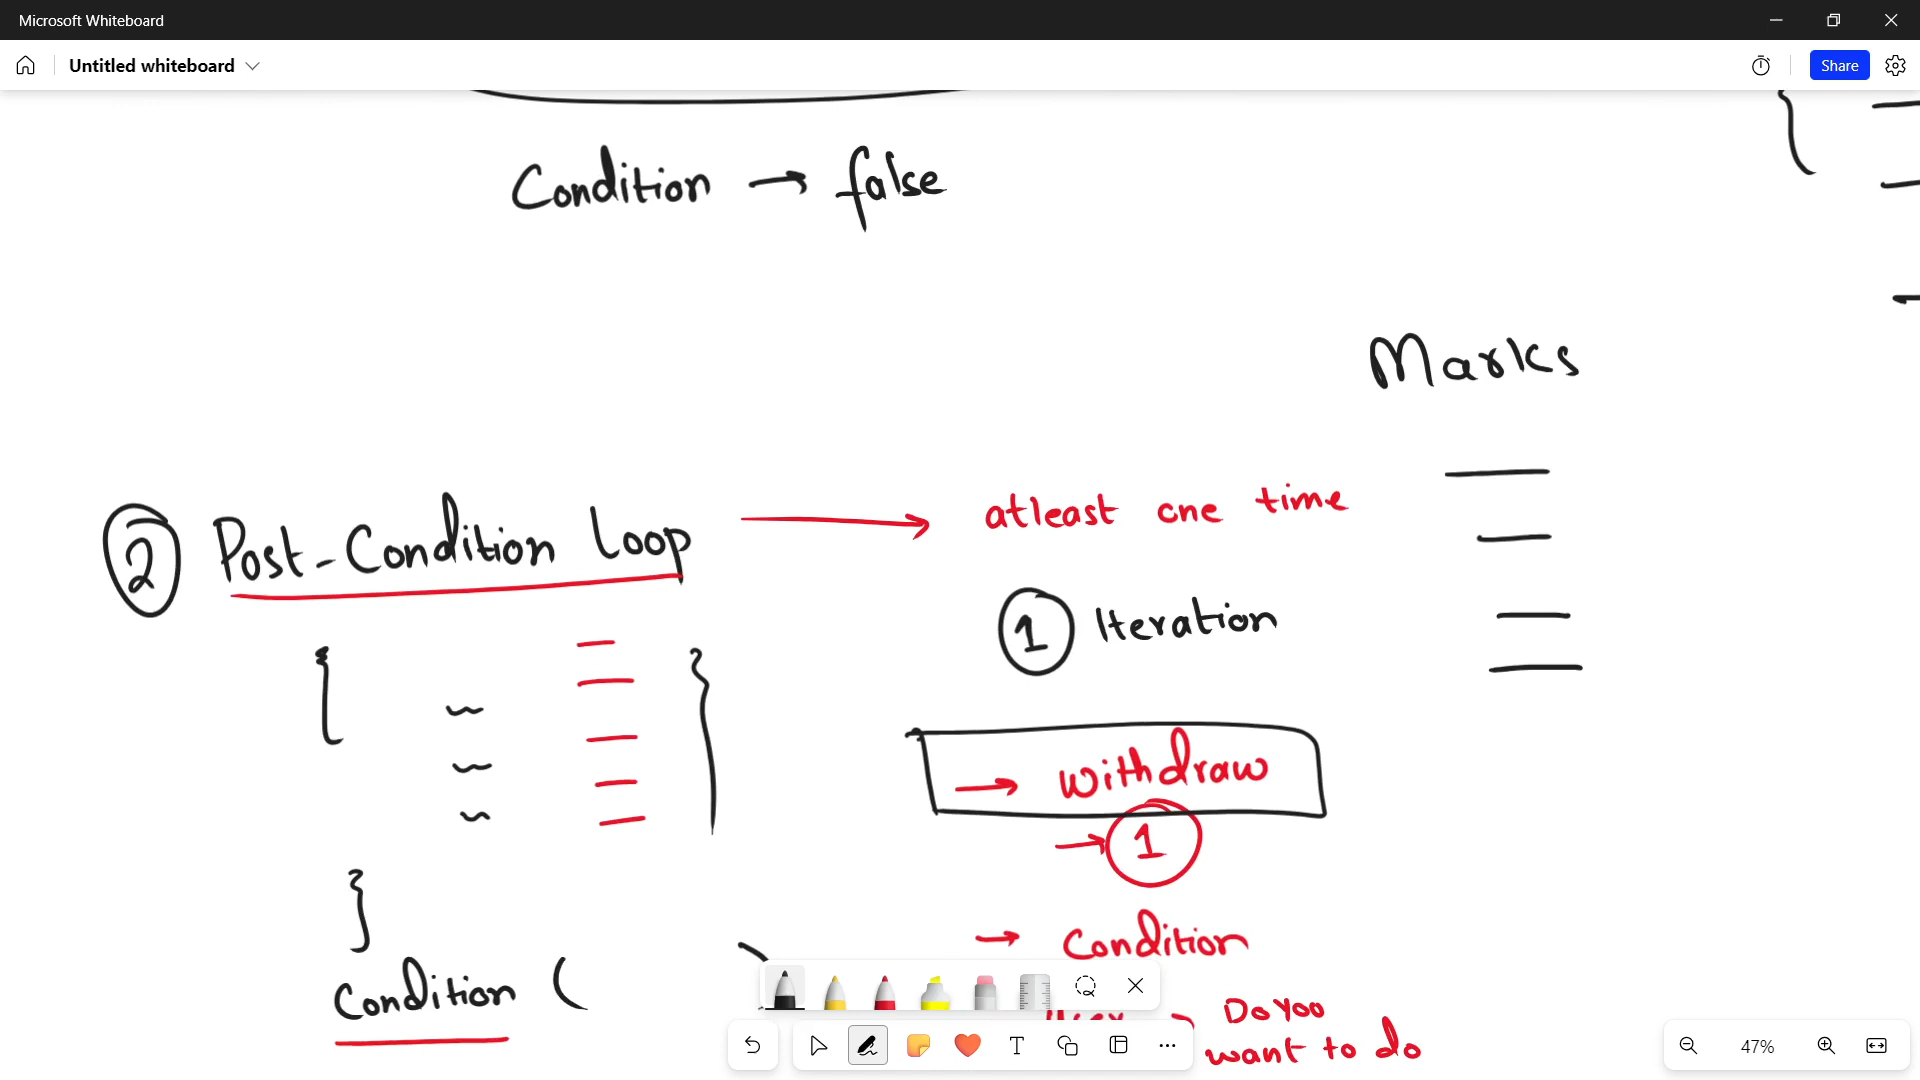 Microsoft Whiteboard
Untitled whiteboard
Share
Condition → false
Marks
2 Post-Condition Loop → atleast one time
1 Iteration
{
}
→ withdraw
→ 1
}
→ Condition
Condition (
User → Do You
want to do
T
47%